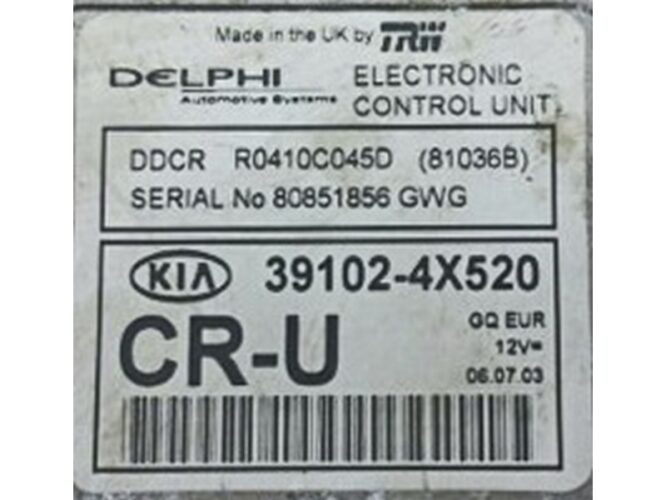 Made in the UK by TRW
DELPHI
Automotive Systems
ELECTRONIC
CONTROL UNIT
DDCR R0410C045D (81036B)
SERIAL No 80851856 GWG
KIA 39102-4X520
CR-U
GQ EUR
12V=
06.07.03